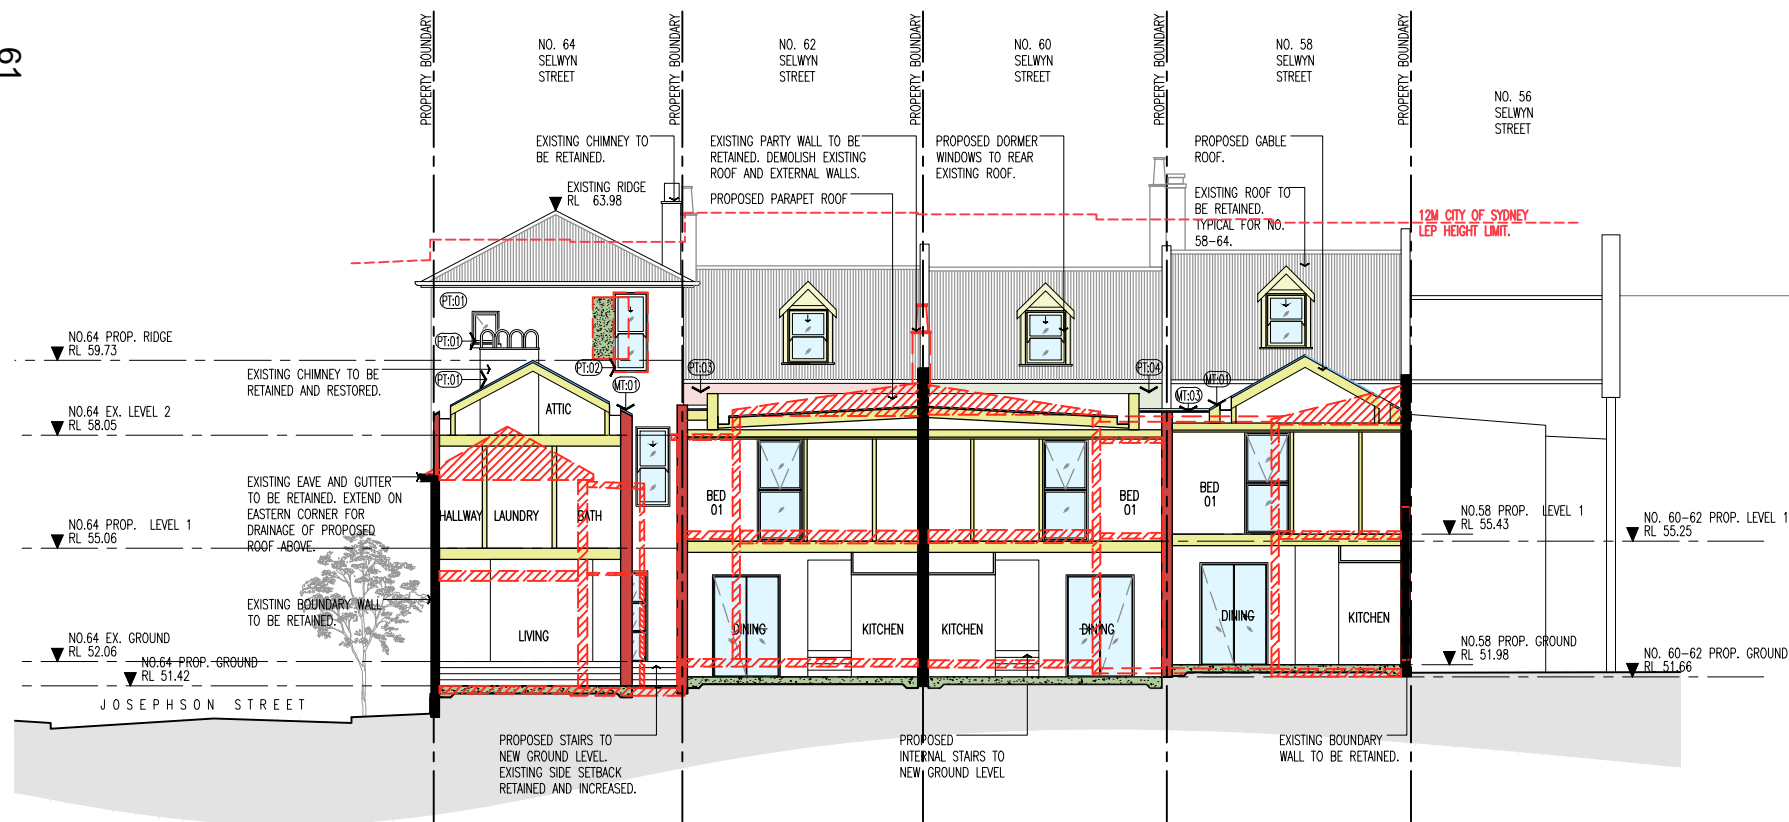 61
PROPERTY BOUNDARY
NO. 64
SELWYN
STREET
PROPERTY BOUNDARY
NO. 62
SELWYN
STREET
PROPERTY BOUNDARY
NO. 60
SELWYN
STREET
PROPERTY BOUNDARY
NO. 58
SELWYN
STREET
PROPERTY BOUNDARY
NO. 56
SELWYN
STREET
EXISTING CHIMNEY TO
BE RETAINED.
EXISTING RIDGE
RL 63.98
EXISTING PARTY WALL TO BE
RETAINED. DEMOLISH EXISTING
ROOF AND EXTERNAL WALLS.
PROPOSED PARAPET ROOF
PROPOSED DORMER
WINDOWS TO REAR
EXISTING ROOF.
PROPOSED GABLE
ROOF.
EXISTING ROOF TO
BE RETAINED.
TYPICAL FOR NO.
58-64.
12M CITY OF SYDNEY
LEP HEIGHT LIMIT.
PT:01
PT:01
PT:01
PT:02
MT:01
PT:03
PT:04
MT:03
MT:01
NO.64 PROP. RIDGE
RL 59.73
EXISTING CHIMNEY TO BE
RETAINED AND RESTORED.
NO.64 EX. LEVEL 2
RL 58.05
EXISTING EAVE AND GUTTER
TO BE RETAINED. EXTEND ON
EASTERN CORNER FOR
DRAINAGE OF PROPOSED
ROOF ABOVE.
NO.64 PROP. LEVEL 1
RL 55.06
EXISTING BOUNDARY WALL
TO BE RETAINED.
NO.64 EX. GROUND
RL 52.06
NO.64 PROP. GROUND
RL 51.42
JOSEPHSON STREET
ATTIC
HALLWAY
LAUNDRY
BATH
LIVING
BED
01
DINING
KITCHEN
KITCHEN
BED
01
DINING
BED
01
DINING
KITCHEN
NO.58 PROP. LEVEL 1
RL 55.43
NO. 60-62 PROP. LEVEL 1
RL 55.25
NO.58 PROP. GROUND
RL 51.98
NO. 60-62 PROP. GROUND
RL 51.66
PROPOSED STAIRS TO
NEW GROUND LEVEL.
EXISTING SIDE SETBACK
RETAINED AND INCREASED.
PROPOSED
INTERNAL STAIRS TO
NEW GROUND LEVEL
EXISTING BOUNDARY
WALL TO BE RETAINED.